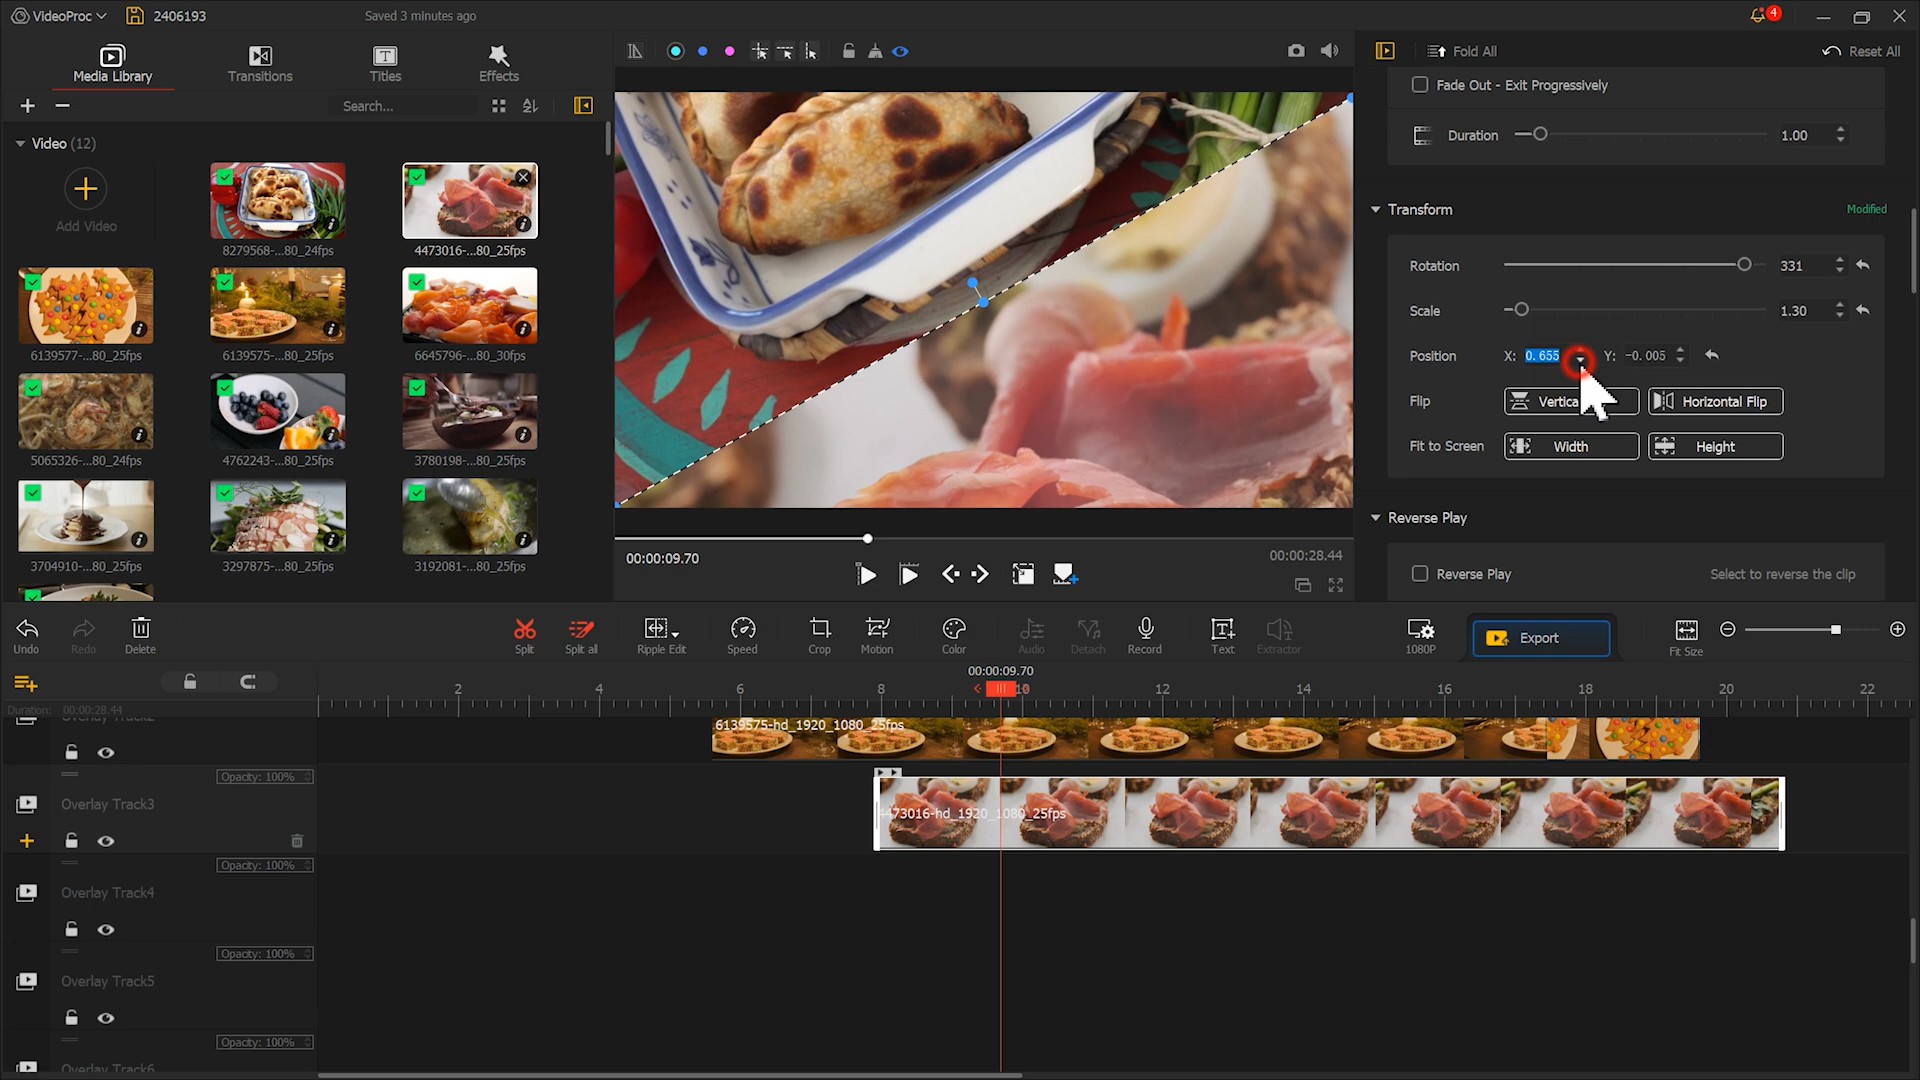 VideoProc
2406193
Saved 3 minutes ago
4
Media Library
Transitions
Titles
Effects
Search...
Video (12)
Add Video
8279568-...80_24fps
4473016-...80_25fps
6139577-...80_25fps
6139575-...80_25fps
6645796-...80_30fps
5065326-...80_24fps
4762243-...80_25fps
3780198-...80_25fps
3704910-...80_25fps
3297875-...80_25fps
3192081-...80_25fps
00:00:09.70
00:00:28.44
Fold All
Reset All
Fade Out - Exit Progressively
Duration
1.00
Transform
Modified
Rotation
331
Scale
1.30
Position
X: 0.655
Y: -0.005
Flip
Horizontal Flip
Fit to Screen
Width
Height
Reverse Play
Reverse Play
Select to reverse the clip
Undo
Redo
Delete
Split
Split all
Ripple Edit
Speed
Crop
Motion
Color
Audio
Detach
Record
Text
Extractor
1080P
Export
Fit Size
00:00:09.70
2 4 6 8 10 12 14 16 18 20 22
Duration: 00:00:28.44
6139575-hd_1920_1080_25fps
Opacity: 100%
Overlay Track3
4473016-hd_1920_1080_25fps
Opacity: 100%
Overlay Track4
Opacity: 100%
Overlay Track5
Opacity: 100%
Overlay Track6